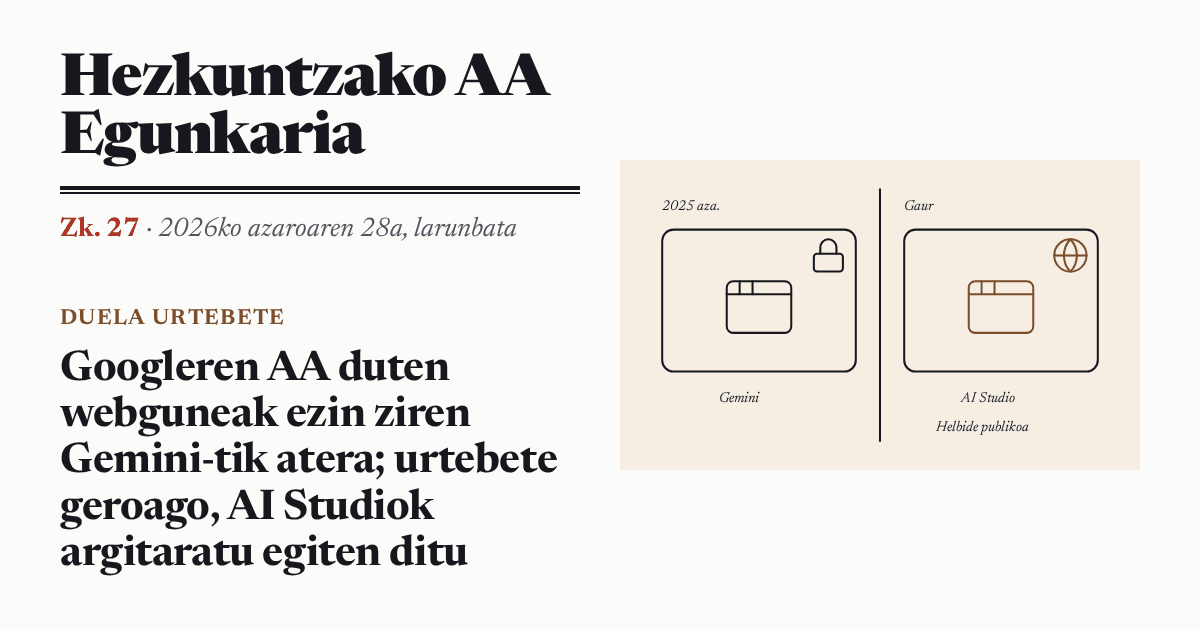 Hezkuntzako AA
Egunkaria
Zk. 27 · 2026ko azaroaren 28a, larunbata
DUELA URTEBETE
Googleren AA duten
webguneak ezin ziren
Gemini-tik atera; urtebete
geroago, AI Studiok
argitaratu egiten ditu
2025 aza.
Gemini
Gaur
AI Studio
Helbide publikoa